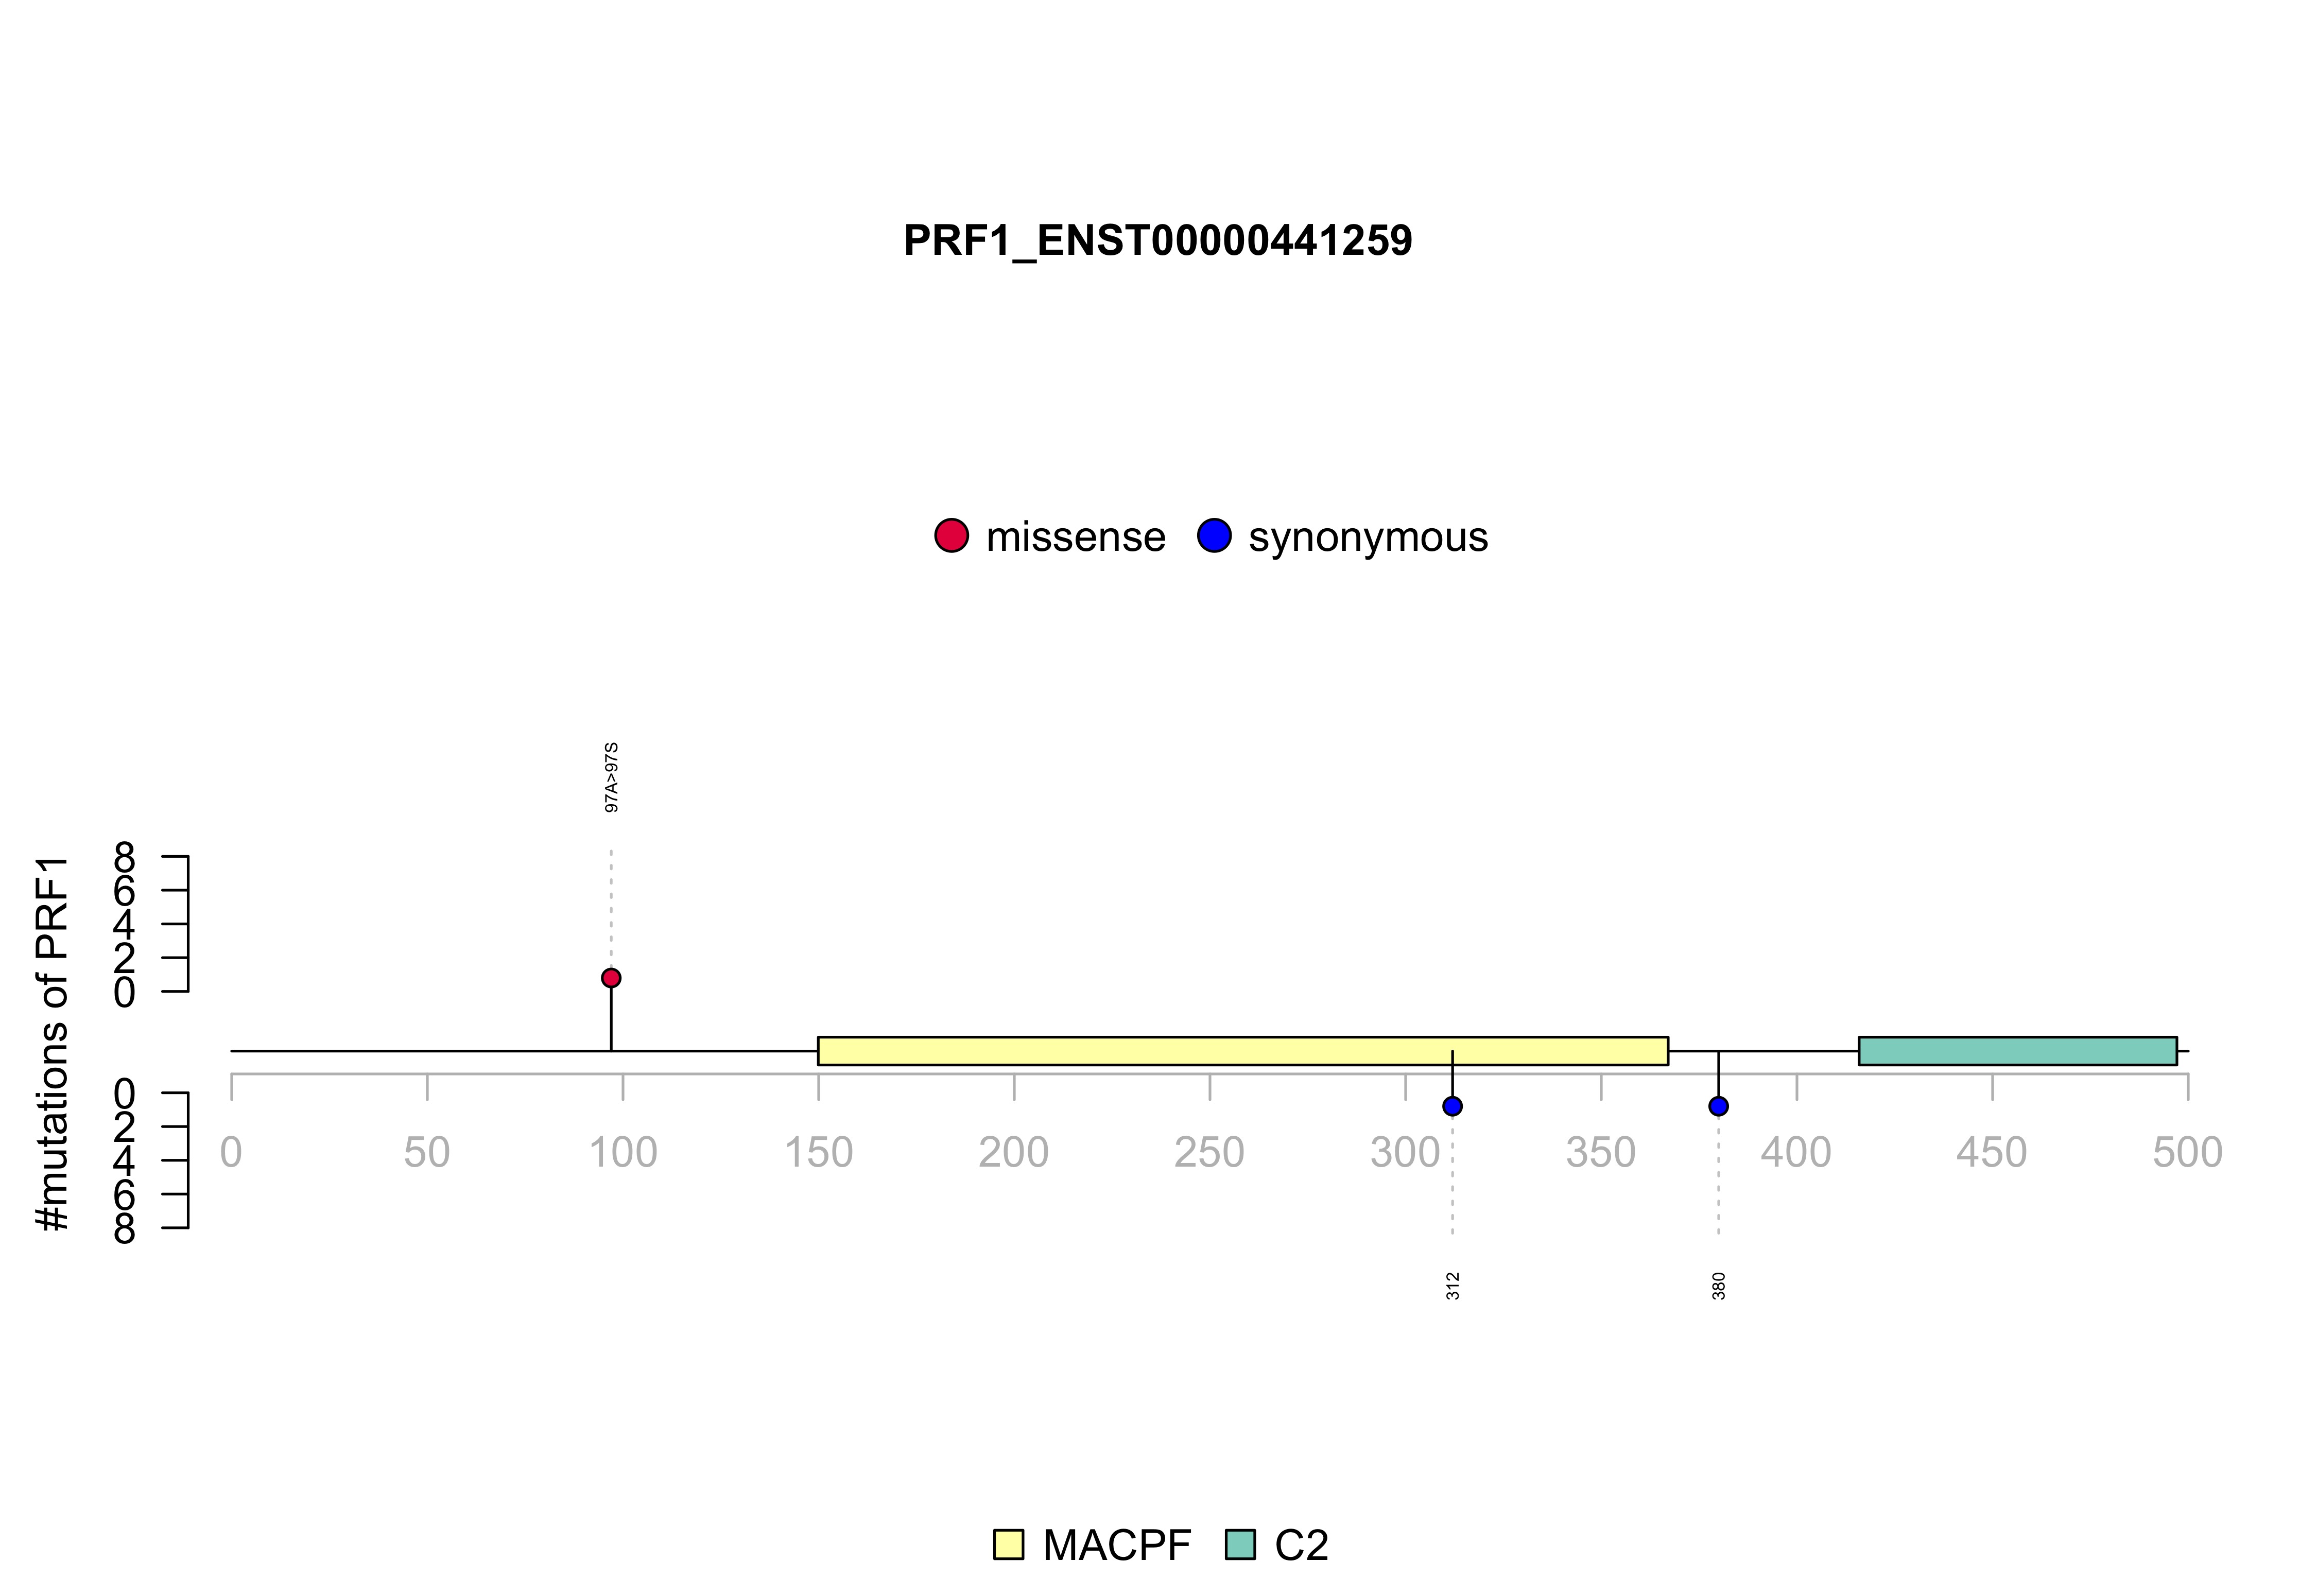 PRF1_ENST00000441259
missense synonymous
97A>97S
#mutations of PRF1
8
6
4
2
0
0
2
4
6
8
0 50 100 150 200 250 300 350 400 450 500
312 380
MACPF C2